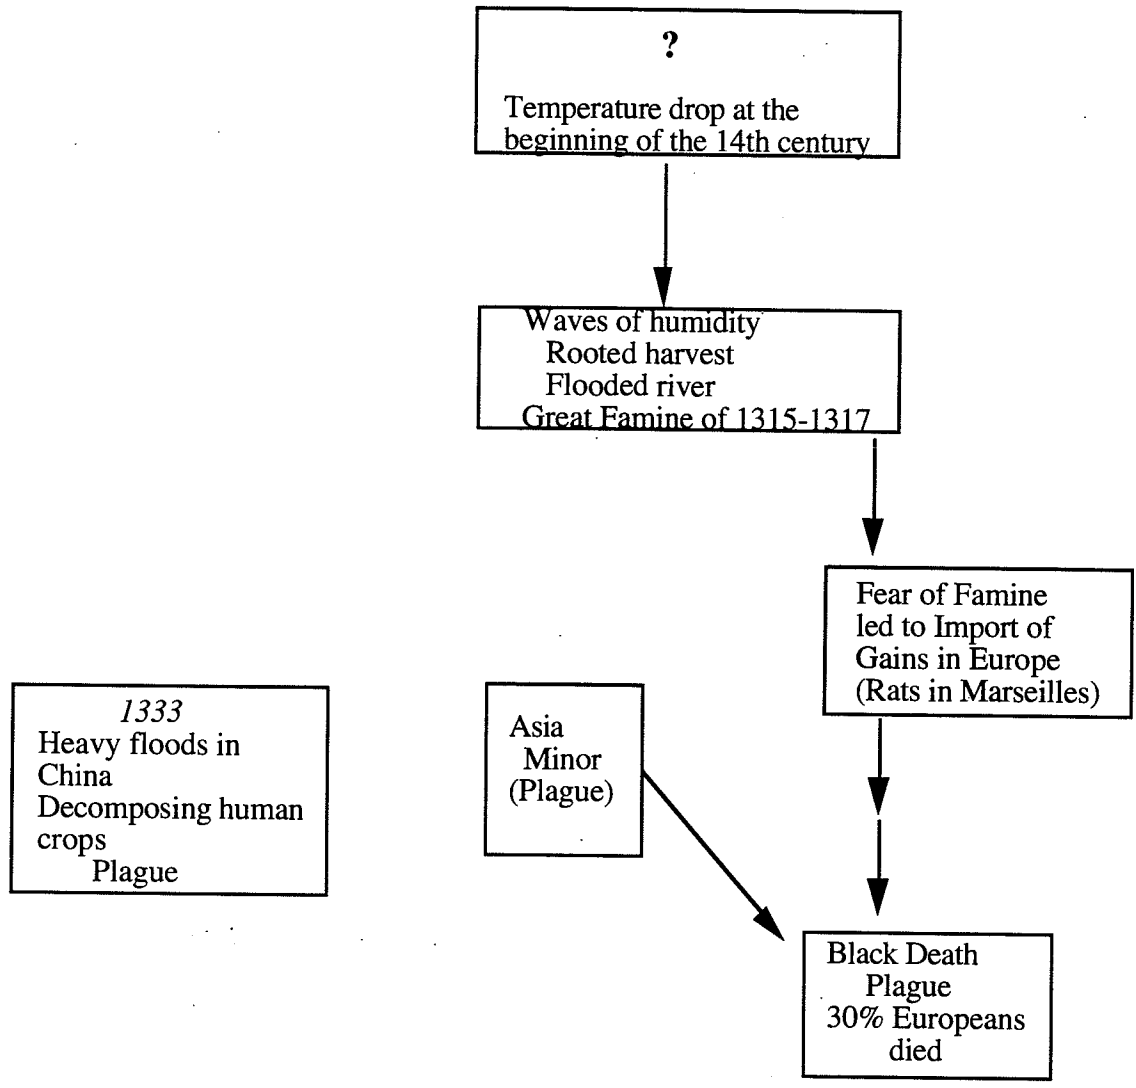 ?
Temperature drop at the
beginning of the 14th century
Waves of humidity
Rooted harvest
Flooded river
Great Famine of 1315-1317
Fear of Famine
led to Import of
Gains in Europe
(Rats in Marseilles)
1333
Heavy floods in
China
Decomposing human
crops
Plague
Asia
Minor
(Plague)
Black Death
Plague
30% Europeans
died